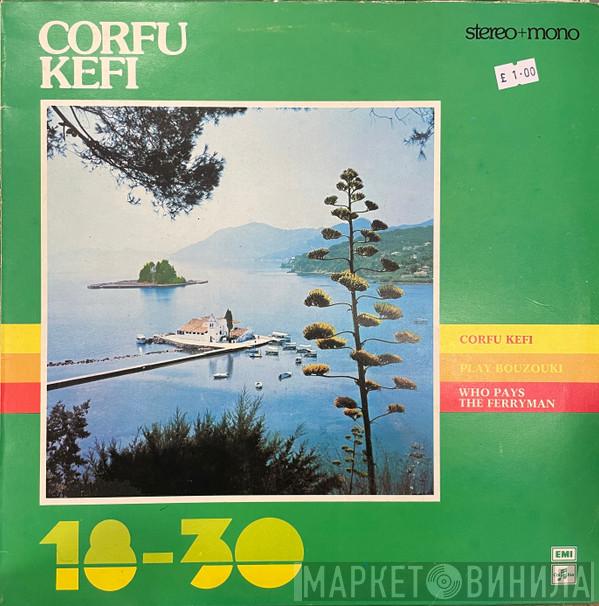 CORFU
KEFI
stereo+mono
£1.00
CORFU KEFI
PLAY BOUZOUKI
WHO PAYS
THE FERRYMAN
18-30
EMI
Columbia
МАРКЕТ ВИНИЛА